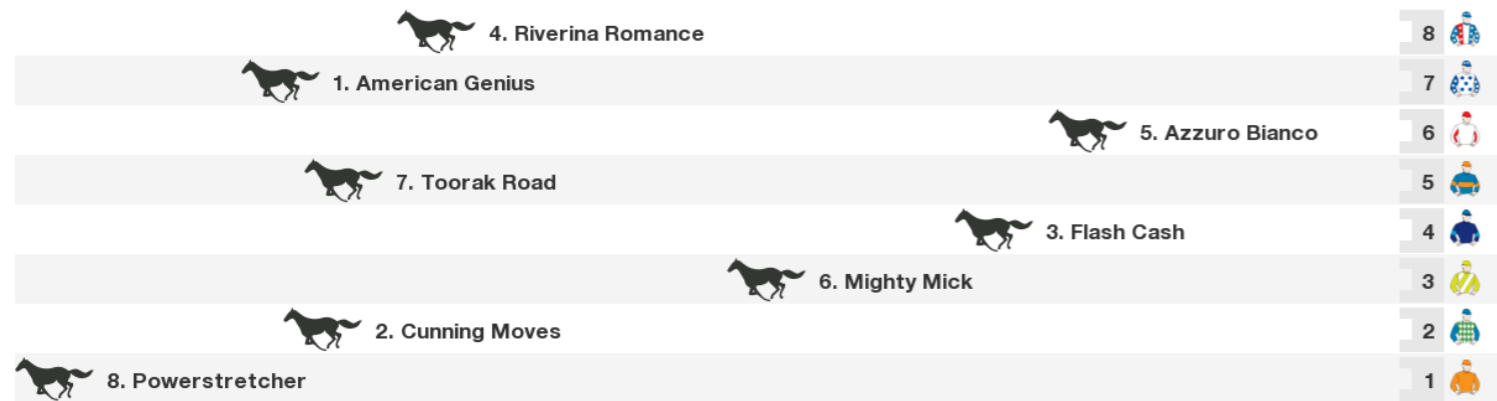 4. Riverina Romance 8
1. American Genius 7
5. Azzuro Bianco 6
7. Toorak Road 5
3. Flash Cash 4
6. Mighty Mick 3
2. Cunning Moves 2
8. Powerstretcher 1